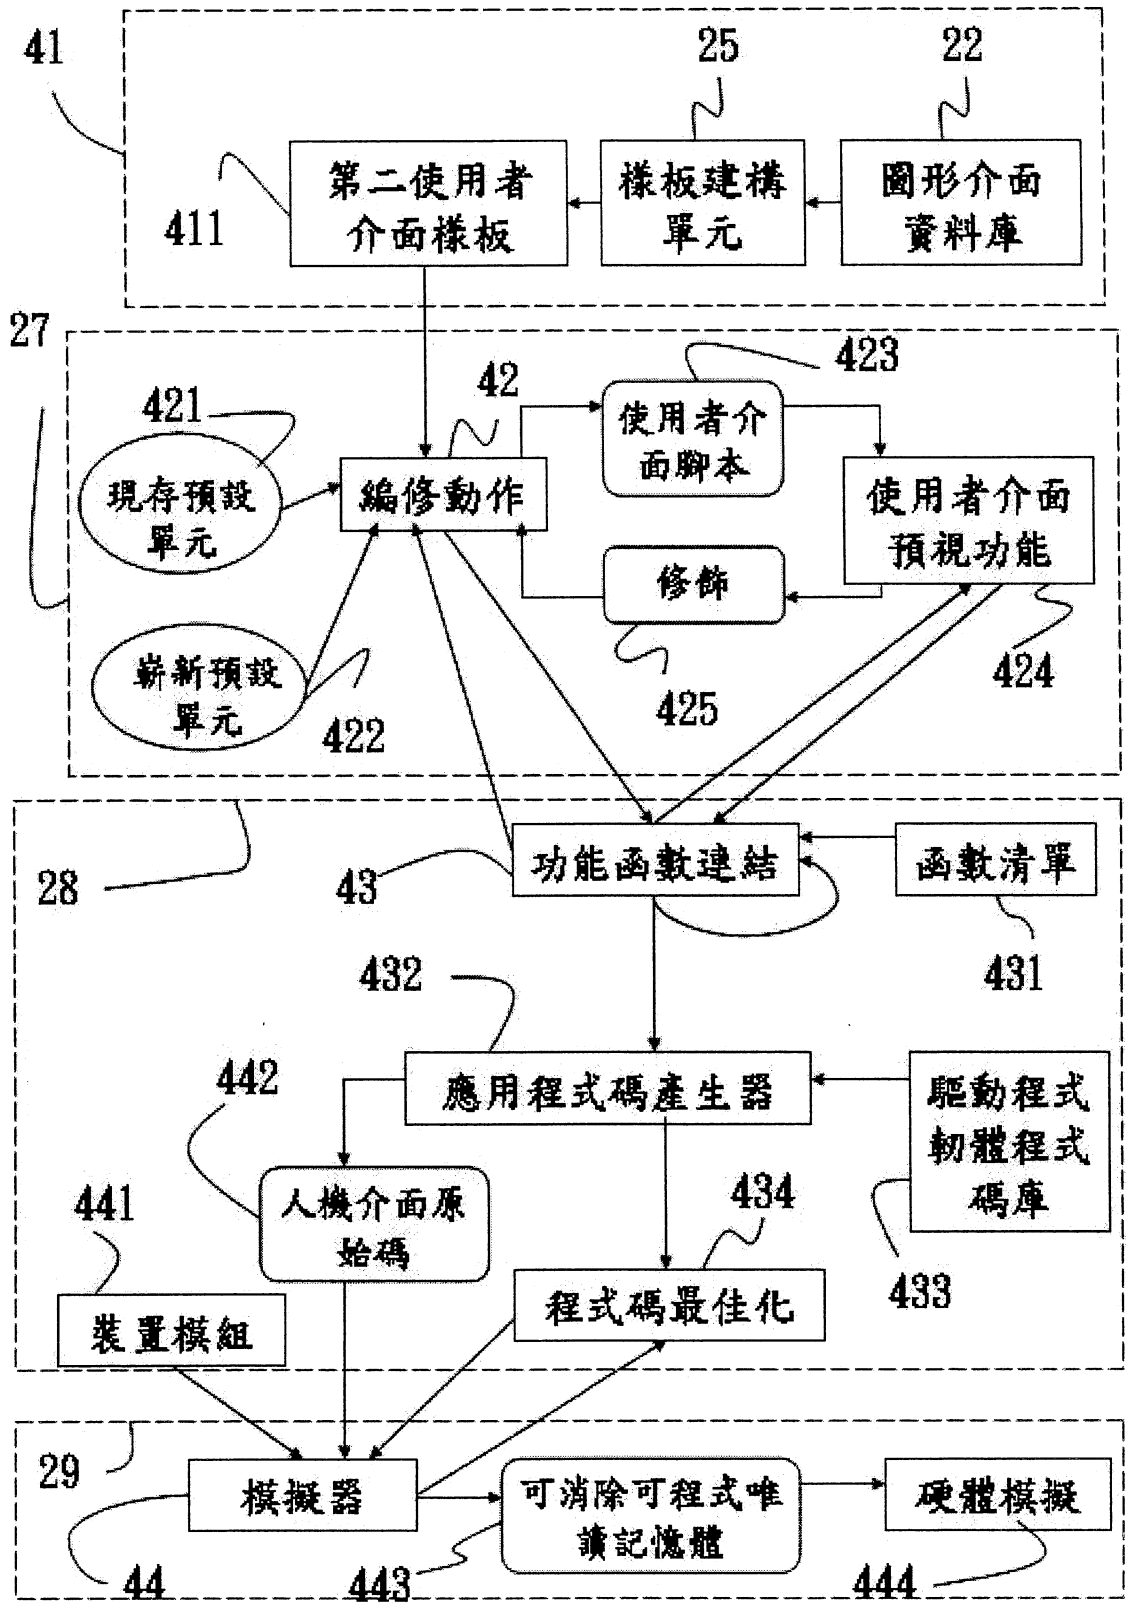 41
25
22
411
第二使用者
介面樣板
樣板建構
單元
圖形介面
資料庫
27
421
42
423
現存預設
單元
編修動作
使用者介
面腳本
使用者介面
預視功能
修飾
嶄新預設
單元
422
425
424
28
43
功能函數連結
函數清單
431
432
442
應用程式碼產生器
驅動程式
韌體程式
碼庫
441
人機介面原
始碼
434
433
裝置模組
程式碼最佳化
29
模擬器
可消除可程式唯
讀記憶體
硬體模擬
44
443
444